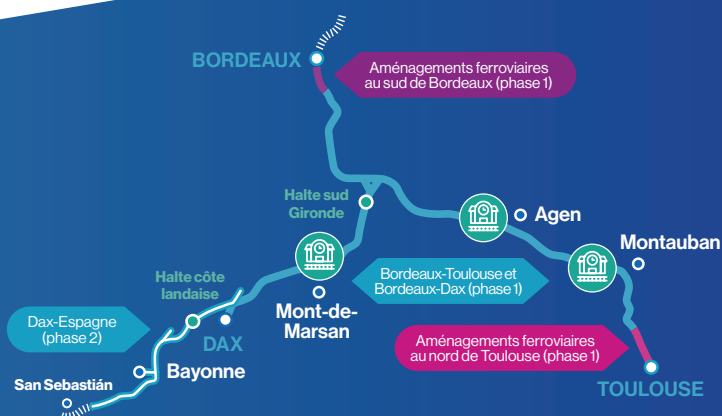 BORDEAUX
Aménagements ferroviaires
au sud de Bordeaux (phase 1)
Halte sud
Gironde
Agen
Montauban
Halte côte
landaise
Bordeaux-Toulouse et
Bordeaux-Dax (phase 1)
Mont-de-
Marsan
Dax-Espagne
(phase 2)
DAX
Aménagements ferroviaires
au nord de Toulouse (phase 1)
Bayonne
San Sebastián
TOULOUSE